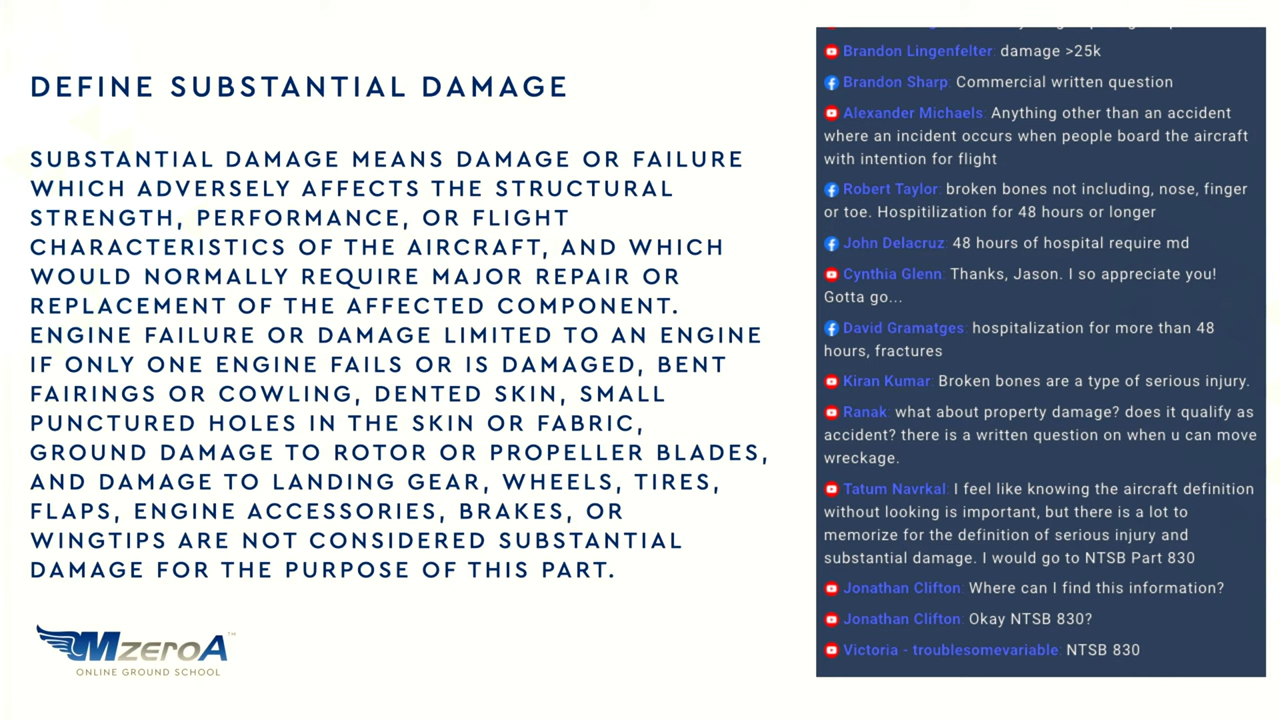 DEFINE SUBSTANTIAL DAMAGE
SUBSTANTIAL DAMAGE MEANS DAMAGE OR FAILURE
WHICH ADVERSELY AFFECTS THE STRUCTURAL
STRENGTH, PERFORMANCE, OR FLIGHT
CHARACTERISTICS OF THE AIRCRAFT, AND WHICH
WOULD NORMALLY REQUIRE MAJOR REPAIR OR
REPLACEMENT OF THE AFFECTED COMPONENT.
ENGINE FAILURE OR DAMAGE LIMITED TO AN ENGINE
IF ONLY ONE ENGINE FAILS OR IS DAMAGED, BENT
FAIRINGS OR COWLING, DENTED SKIN, SMALL
PUNCTURED HOLES IN THE SKIN OR FABRIC,
GROUND DAMAGE TO ROTOR OR PROPELLER BLADES,
AND DAMAGE TO LANDING GEAR, WHEELS, TIRES,
FLAPS, ENGINE ACCESSORIES, BRAKES, OR
WINGTIPS ARE NOT CONSIDERED SUBSTANTIAL
DAMAGE FOR THE PURPOSE OF THIS PART.
MzeroA™
ONLINE GROUND SCHOOL
Brandon Lingenfelter: damage >25k
Brandon Sharp: Commercial written question
Alexander Michaels: Anything other than an accident
where an incident occurs when people board the aircraft
with intention for flight
Robert Taylor: broken bones not including, nose, finger
or toe. Hospitilization for 48 hours or longer
John Delacruz: 48 hours of hospital require md
Cynthia Glenn: Thanks, Jason. I so appreciate you!
Gotta go...
David Gramatges: hospitalization for more than 48
hours, fractures
Kiran Kumar: Broken bones are a type of serious injury.
Ranak: what about property damage? does it qualify as
accident? there is a written question on when u can move
wreckage.
Tatum Navrkal: I feel like knowing the aircraft definition
without looking is important, but there is a lot to
memorize for the definition of serious injury and
substantial damage. I would go to NTSB Part 830
Jonathan Clifton: Where can I find this information?
Jonathan Clifton: Okay NTSB 830?
Victoria - troublesomevariable: NTSB 830